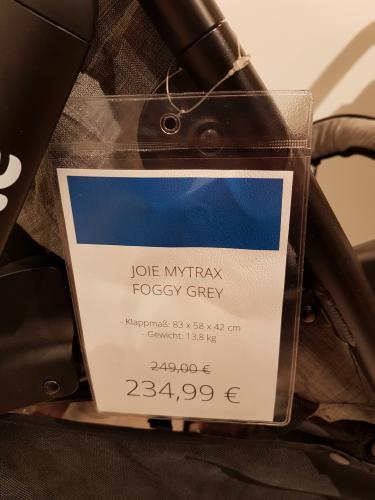 JOIE MYTRAX
FOGGY GREY
- Klappmaß: 83 x 58 x 42 cm
- Gewicht: 13,8 kg
249,00 €
234,99 €